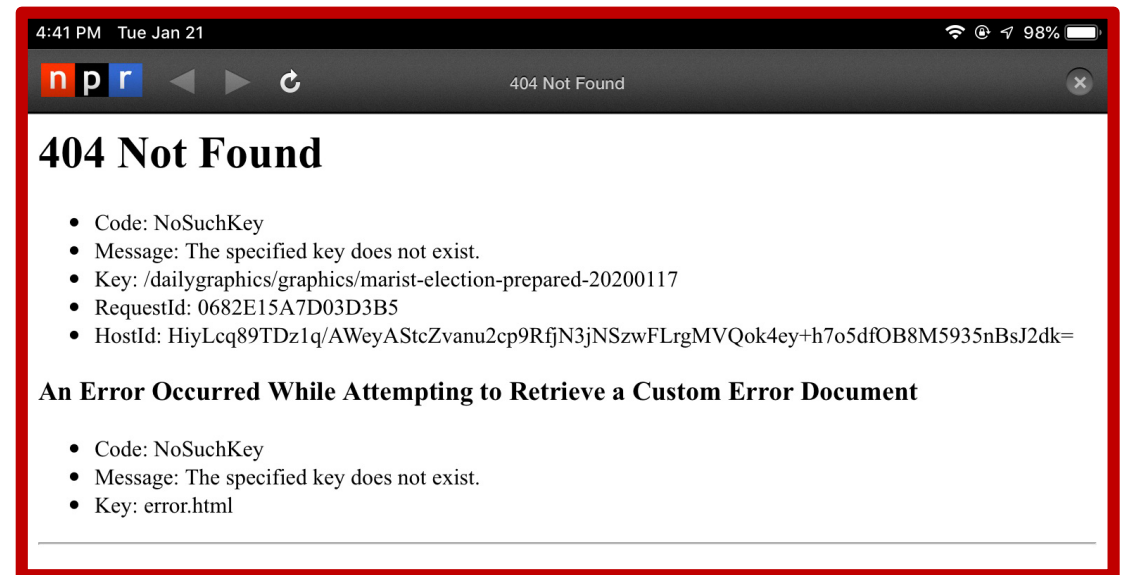 4:41 PM Tue Jan 21 98%
npr 404 Not Found
404 Not Found
Code: NoSuchKey
Message: The specified key does not exist.
Key: /dailygraphics/graphics/marist-election-prepared-20200117
RequestId: 0682E15A7D03D3B5
HostId: HiyLcq89TDz1q/AWeyAStcZvanu2cp9RfjN3jNSzwFLrgMVQok4ey+h7o5dfOB8M5935nBsJ2dk=
An Error Occurred While Attempting to Retrieve a Custom Error Document
Code: NoSuchKey
Message: The specified key does not exist.
Key: error.html